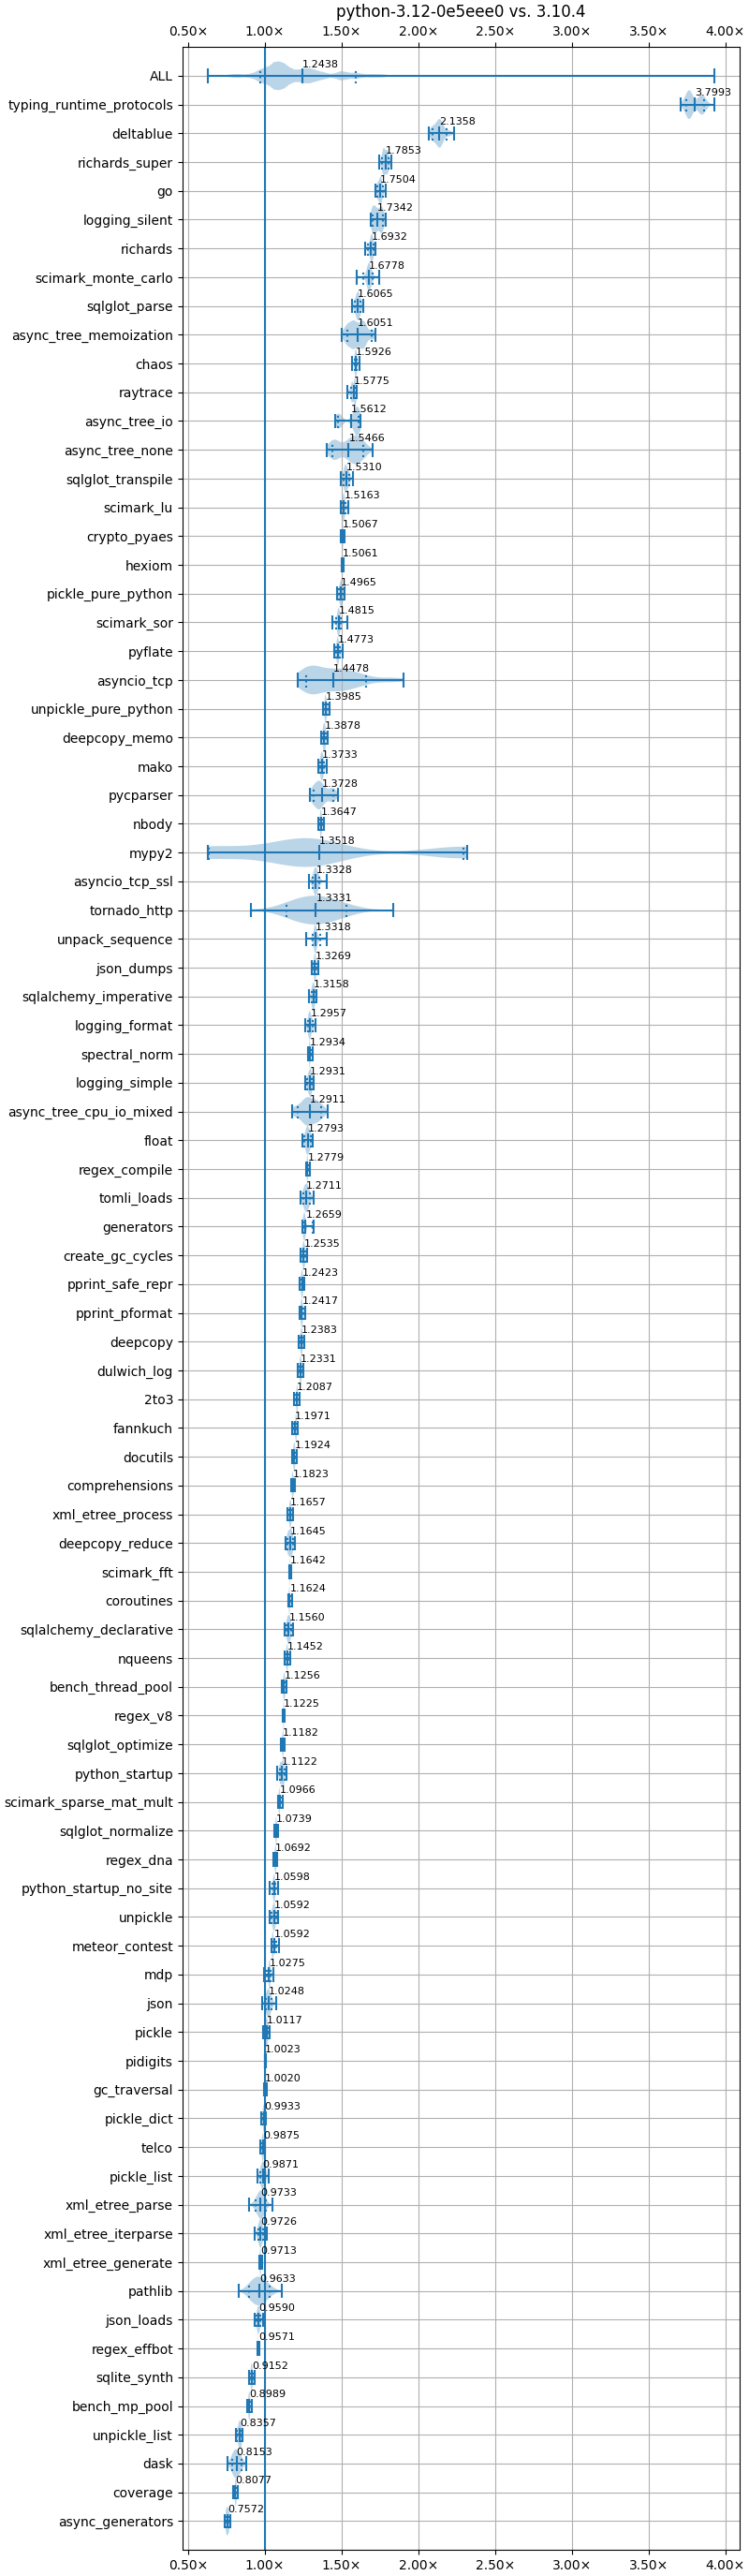 python-3.12-0e5eee0 vs. 3.10.4
0.50× 1.00× 1.50× 2.00× 2.50× 3.00× 3.50× 4.00×
ALL 1.2438
typing_runtime_protocols 3.7993
deltablue 2.1358
richards_super 1.7853
go 1.7504
logging_silent 1.7342
richards 1.6932
scimark_monte_carlo 1.6778
sqlglot_parse 1.6065
async_tree_memoization 1.6051
chaos 1.5926
raytrace 1.5775
async_tree_io 1.5612
async_tree_none 1.5466
sqlglot_transpile 1.5310
scimark_lu 1.5163
crypto_pyaes 1.5067
hexiom 1.5061
pickle_pure_python 1.4965
scimark_sor 1.4815
pyflate 1.4773
asyncio_tcp 1.4478
unpickle_pure_python 1.3985
deepcopy_memo 1.3878
mako 1.3733
pycparser 1.3728
nbody 1.3647
mypy2 1.3518
asyncio_tcp_ssl 1.3328
tornado_http 1.3331
unpack_sequence 1.3318
json_dumps 1.3269
sqlalchemy_imperative 1.3158
logging_format 1.2957
spectral_norm 1.2934
logging_simple 1.2931
async_tree_cpu_io_mixed 1.2911
float 1.2793
regex_compile 1.2779
tomli_loads 1.2711
generators 1.2659
create_gc_cycles 1.2535
pprint_safe_repr 1.2423
pprint_pformat 1.2417
deepcopy 1.2383
dulwich_log 1.2331
2to3 1.2087
fannkuch 1.1971
docutils 1.1924
comprehensions 1.1823
xml_etree_process 1.1657
deepcopy_reduce 1.1645
scimark_fft 1.1642
coroutines 1.1624
sqlalchemy_declarative 1.1560
nqueens 1.1452
bench_thread_pool 1.1256
regex_v8 1.1225
sqlglot_optimize 1.1182
python_startup 1.1122
scimark_sparse_mat_mult 1.0966
sqlglot_normalize 1.0739
regex_dna 1.0692
python_startup_no_site 1.0598
unpickle 1.0592
meteor_contest 1.0592
mdp 1.0275
json 1.0248
pickle 1.0117
pidigits 1.0023
gc_traversal 1.0020
pickle_dict 0.9933
telco 0.9875
pickle_list 0.9871
xml_etree_parse 0.9733
xml_etree_iterparse 0.9726
xml_etree_generate 0.9713
pathlib 0.9633
json_loads 0.9590
regex_effbot 0.9571
sqlite_synth 0.9152
bench_mp_pool 0.8989
unpickle_list 0.8357
dask 0.8153
coverage 0.8077
async_generators 0.7572
0.50× 1.00× 1.50× 2.00× 2.50× 3.00× 3.50× 4.00×